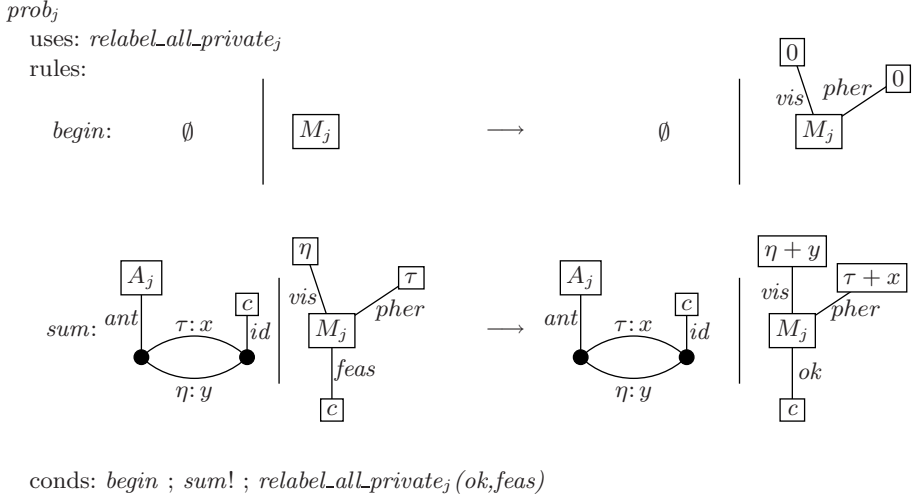 prob_j
uses: relabel_all_private_j
rules:
0
0
vis
pher
begin:
∅
M_j
⟶
∅
M_j
η
A_j
c
τ
vis
pher
ant
id
τ: x
M_j
sum:
feas
η: y
c
⟶
η + y
A_j
c
τ + x
vis
pher
ant
id
τ: x
M_j
ok
η: y
c
conds: begin ; sum! ; relabel_all_private_j (ok,feas)